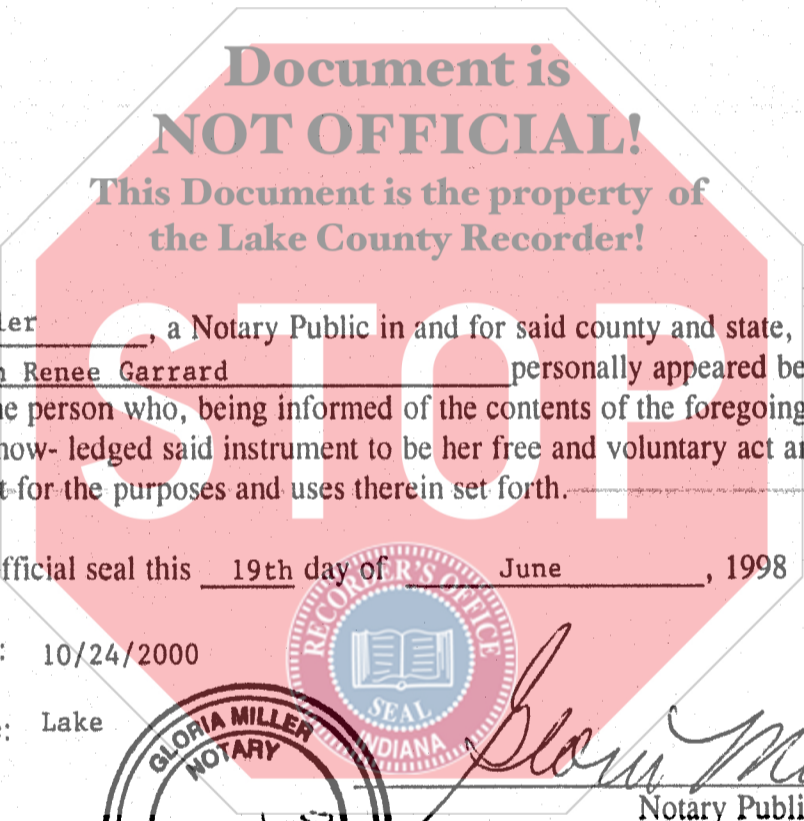 Document is
NOT OFFICIAL!
This Document is the property of
the Lake County Recorder!
STOP
ler, a Notary Public in and for said county and state,
Renee Garrard personally appeared be
e person who, being informed of the contents of the foregoing
now- ledged said instrument to be her free and voluntary act a
t for the purposes and uses therein set forth.
fficial seal this 19th day of June, 1998
: 10/24/2000
: Lake
RECORDER'S OFFICE
SEAL
INDIANA
GLORIA MILLER
NOTARY
Gloria M
Notary Publi